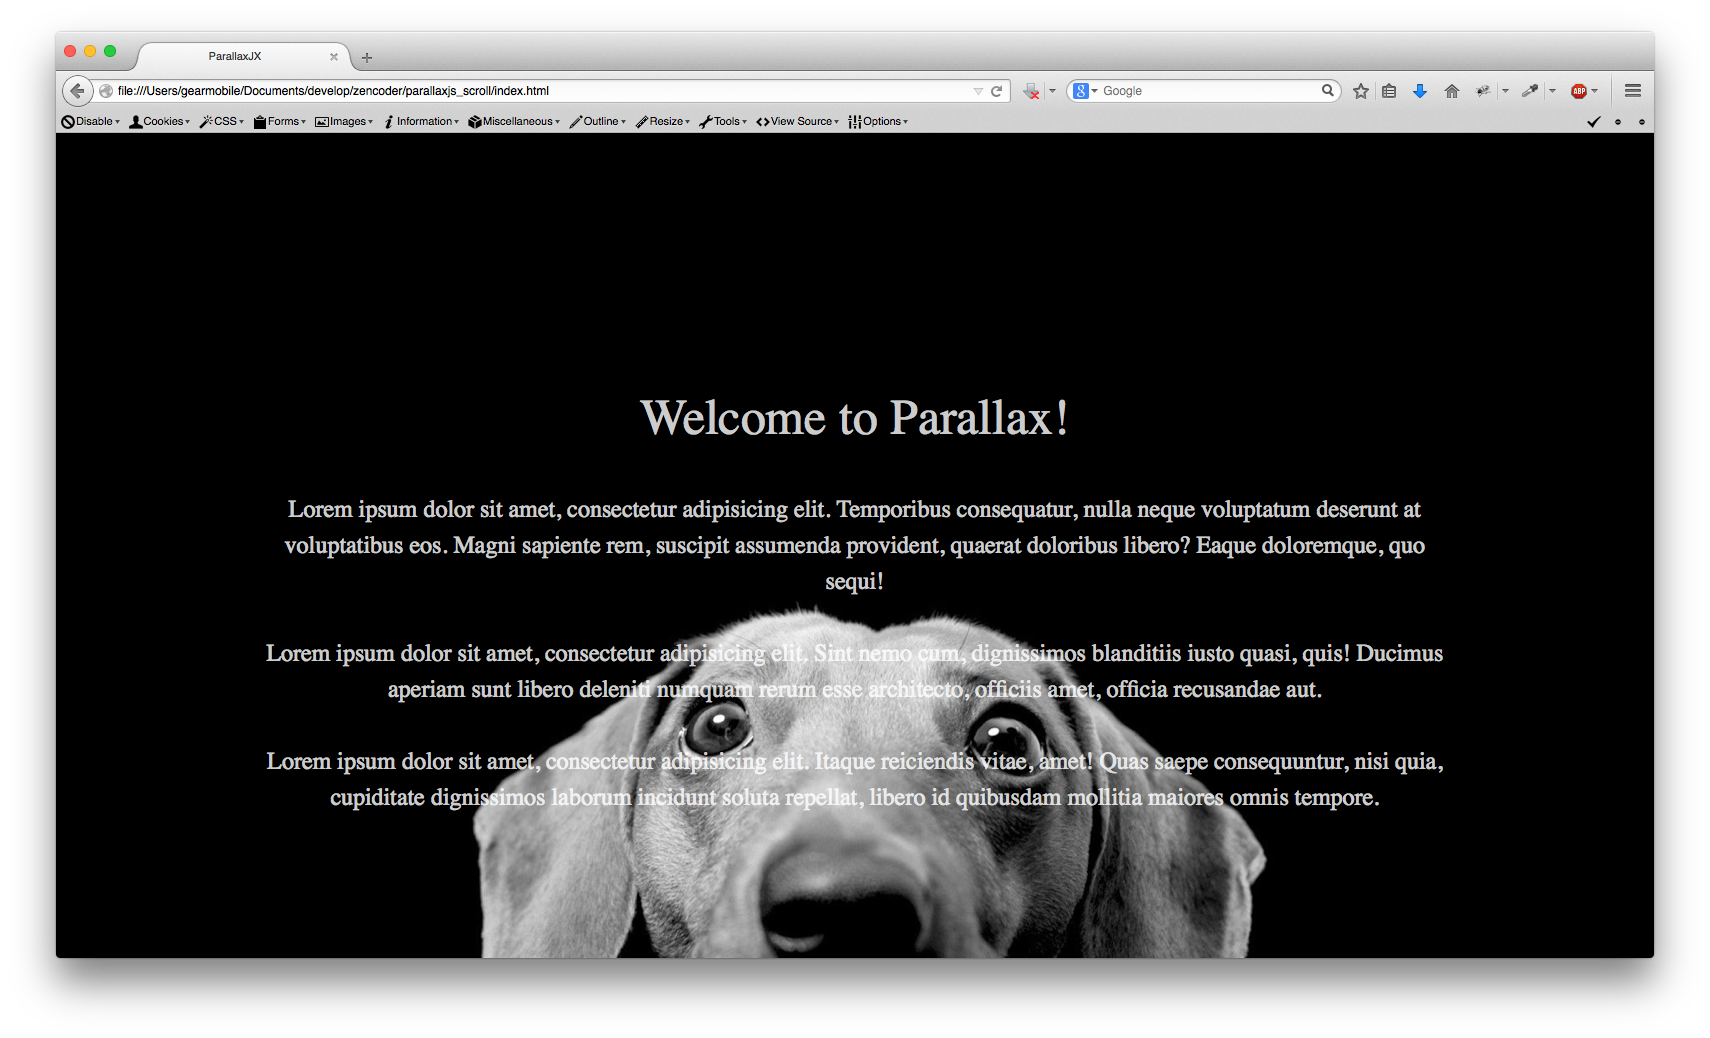 ParallaxJX
file:///Users/gearmobile/Documents/develop/zencoder/parallaxjs_scroll/index.html
8 Google
ABP
Disable Cookies CSS Forms Images Information Miscellaneous Outline Resize Tools View Source Options
Welcome to Parallax!
Lorem ipsum dolor sit amet, consectetur adipisicing elit. Temporibus consequatur, nulla neque voluptatum deserunt at
voluptatibus eos. Magni sapiente rem, suscipit assumenda provident, quaerat doloribus libero? Eaque doloremque, quo
sequi!
Lorem ipsum dolor sit amet, consectetur adipisicing elit. Sint nemo cum, dignissimos blanditiis iusto quasi, quis! Ducimus
aperiam sunt libero deleniti numquam rerum esse architecto, officiis amet, officia recusandae aut.
Lorem ipsum dolor sit amet, consectetur adipisicing elit. Itaque reiciendis vitae, amet! Quas saepe consequuntur, nisi quia,
cupiditate dignissimos laborum incidunt soluta repellat, libero id quibusdam mollitia maiores omnis tempore.